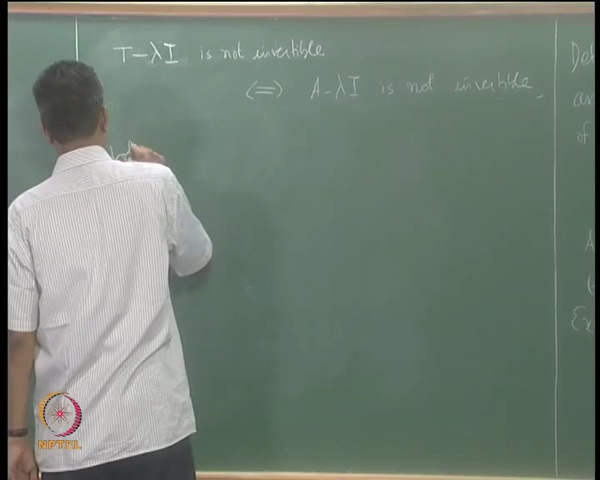 T - λI is not invertible
⟺ A - λI is not invertible.
NPTEL